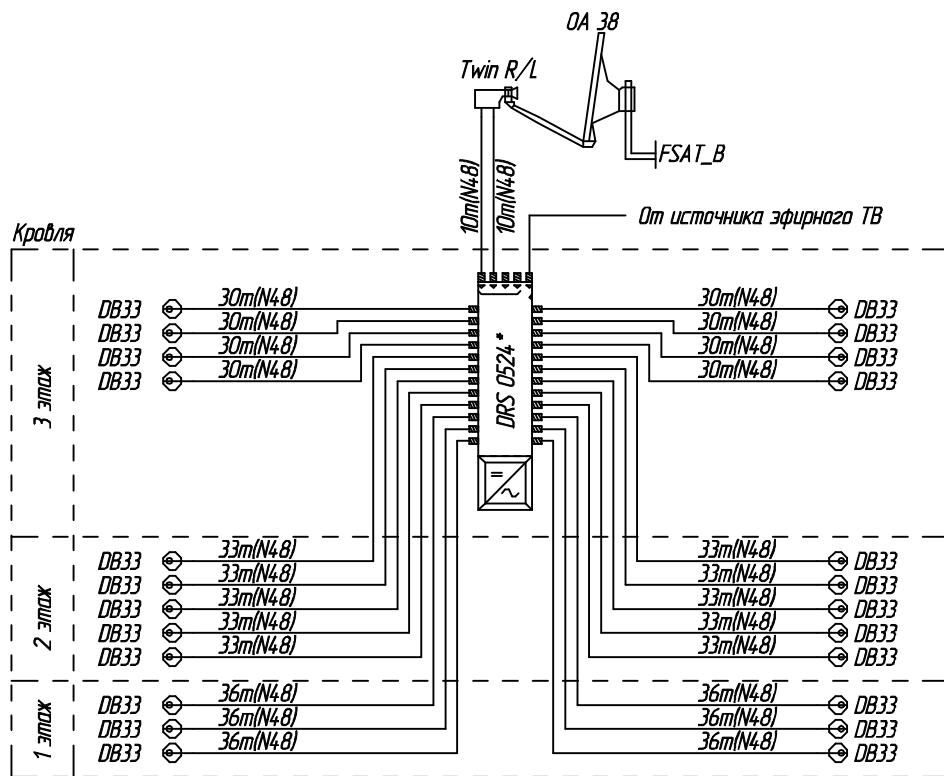 OA 38
Twin R/L
FSAT_B
10m(N48)
10m(N48)
От источника эфирного ТВ
Кровля
3 этаж
DB33 30m(N48) 30m(N48) DB33
DB33 30m(N48) 30m(N48) DB33
DB33 30m(N48) 30m(N48) DB33
DB33 30m(N48) 30m(N48) DB33
DRS 0524*
2 этаж
DB33 33m(N48) 33m(N48) DB33
DB33 33m(N48) 33m(N48) DB33
DB33 33m(N48) 33m(N48) DB33
DB33 33m(N48) 33m(N48) DB33
DB33 33m(N48) 33m(N48) DB33
1 этаж
DB33 36m(N48) 36m(N48) DB33
DB33 36m(N48) 36m(N48) DB33
DB33 36m(N48) 36m(N48) DB33